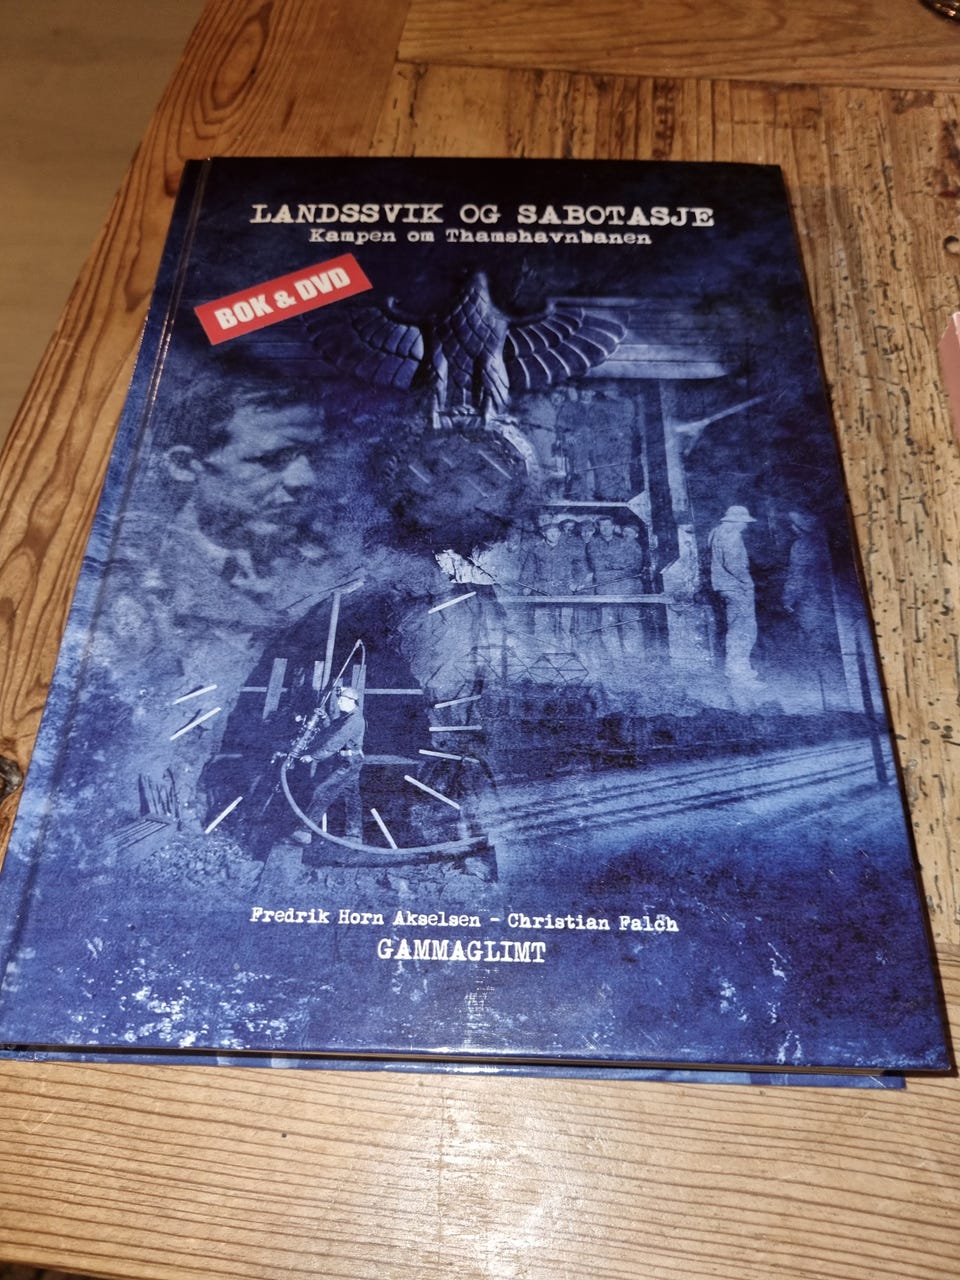 LANDSSVIK OG SABOTASJE
Kampen om Thamshavnbanen
BOK & DVD
Fredrik Horn Akselsen - Christian Falch
GAMMAGLIMT